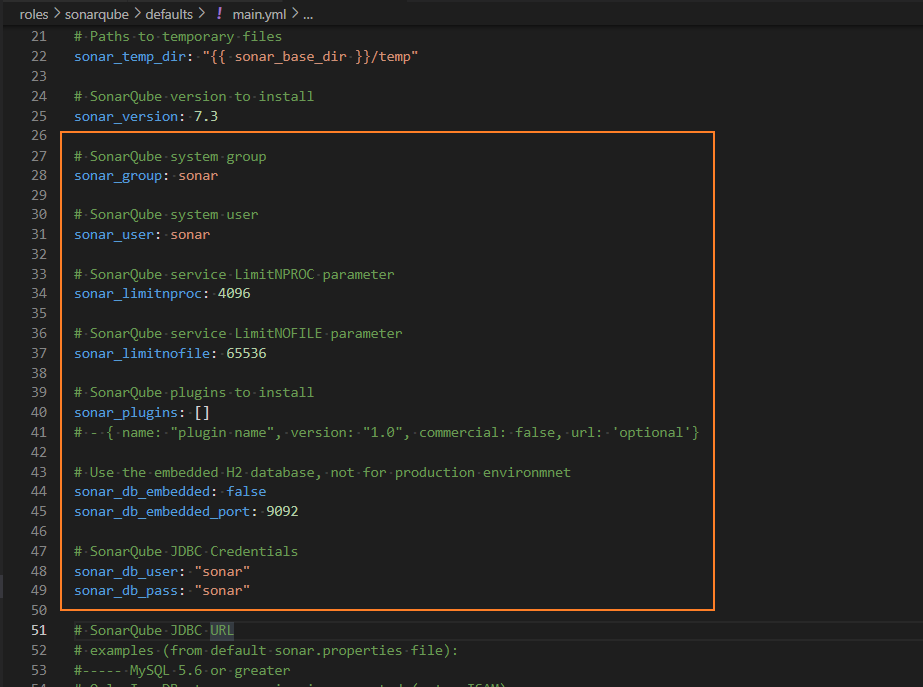 roles > sonarqube > defaults > ! main.yml > ...
21 # Paths to temporary files
22 sonar_temp_dir: "{{ sonar_base_dir }}/temp"
23
24 # SonarQube version to install
25 sonar_version: 7.3
26
27 # SonarQube system group
28 sonar_group: sonar
29
30 # SonarQube system user
31 sonar_user: sonar
32
33 # SonarQube service LimitNPROC parameter
34 sonar_limitnproc: 4096
35
36 # SonarQube service LimitNOFILE parameter
37 sonar_limitnofile: 65536
38
39 # SonarQube plugins to install
40 sonar_plugins: []
41 # - { name: "plugin name", version: "1.0", commercial: false, url: 'optional'}
42
43 # Use the embedded H2 database, not for production environmnet
44 sonar_db_embedded: false
45 sonar_db_embedded_port: 9092
46
47 # SonarQube JDBC Credentials
48 sonar_db_user: "sonar"
49 sonar_db_pass: "sonar"
50
51 # SonarQube JDBC URL
52 # examples (from default sonar.properties file):
53 #----- MySQL 5.6 or greater